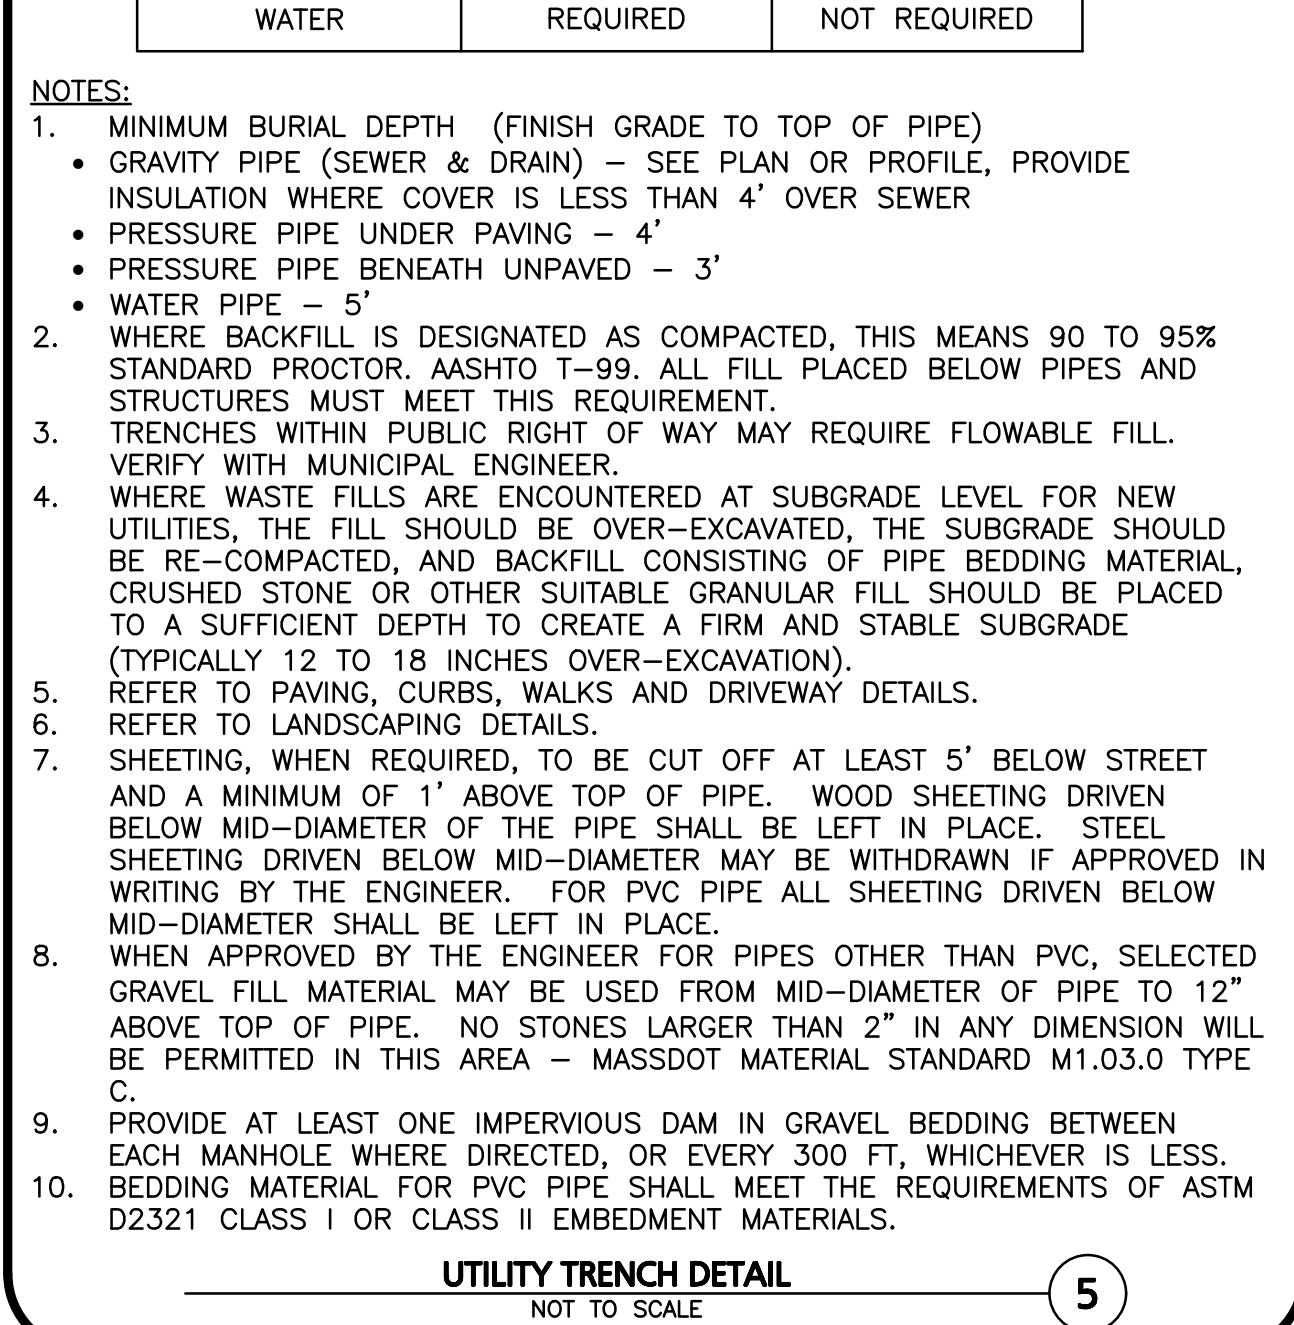 WATER REQUIRED NOT REQUIRED
NOTES:
1. MINIMUM BURIAL DEPTH (FINISH GRADE TO TOP OF PIPE)
• GRAVITY PIPE (SEWER & DRAIN) – SEE PLAN OR PROFILE, PROVIDE
INSULATION WHERE COVER IS LESS THAN 4' OVER SEWER
• PRESSURE PIPE UNDER PAVING – 4'
• PRESSURE PIPE BENEATH UNPAVED – 3'
• WATER PIPE – 5'
2. WHERE BACKFILL IS DESIGNATED AS COMPACTED, THIS MEANS 90 TO 95%
STANDARD PROCTOR. AASHTO T–99. ALL FILL PLACED BELOW PIPES AND
STRUCTURES MUST MEET THIS REQUIREMENT.
3. TRENCHES WITHIN PUBLIC RIGHT OF WAY MAY REQUIRE FLOWABLE FILL.
VERIFY WITH MUNICIPAL ENGINEER.
4. WHERE WASTE FILLS ARE ENCOUNTERED AT SUBGRADE LEVEL FOR NEW
UTILITIES, THE FILL SHOULD BE OVER–EXCAVATED, THE SUBGRADE SHOULD
BE RE–COMPACTED, AND BACKFILL CONSISTING OF PIPE BEDDING MATERIAL,
CRUSHED STONE OR OTHER SUITABLE GRANULAR FILL SHOULD BE PLACED
TO A SUFFICIENT DEPTH TO CREATE A FIRM AND STABLE SUBGRADE
(TYPICALLY 12 TO 18 INCHES OVER–EXCAVATION).
5. REFER TO PAVING, CURBS, WALKS AND DRIVEWAY DETAILS.
6. REFER TO LANDSCAPING DETAILS.
7. SHEETING, WHEN REQUIRED, TO BE CUT OFF AT LEAST 5' BELOW STREET
AND A MINIMUM OF 1' ABOVE TOP OF PIPE. WOOD SHEETING DRIVEN
BELOW MID–DIAMETER OF THE PIPE SHALL BE LEFT IN PLACE. STEEL
SHEETING DRIVEN BELOW MID–DIAMETER MAY BE WITHDRAWN IF APPROVED IN
WRITING BY THE ENGINEER. FOR PVC PIPE ALL SHEETING DRIVEN BELOW
MID–DIAMETER SHALL BE LEFT IN PLACE.
8. WHEN APPROVED BY THE ENGINEER FOR PIPES OTHER THAN PVC, SELECTED
GRAVEL FILL MATERIAL MAY BE USED FROM MID–DIAMETER OF PIPE TO 12"
ABOVE TOP OF PIPE. NO STONES LARGER THAN 2" IN ANY DIMENSION WILL
BE PERMITTED IN THIS AREA – MASSDOT MATERIAL STANDARD M1.03.0 TYPE
C.
9. PROVIDE AT LEAST ONE IMPERVIOUS DAM IN GRAVEL BEDDING BETWEEN
EACH MANHOLE WHERE DIRECTED, OR EVERY 300 FT, WHICHEVER IS LESS.
10. BEDDING MATERIAL FOR PVC PIPE SHALL MEET THE REQUIREMENTS OF ASTM
D2321 CLASS I OR CLASS II EMBEDMENT MATERIALS.
UTILITY TRENCH DETAIL 5
NOT TO SCALE